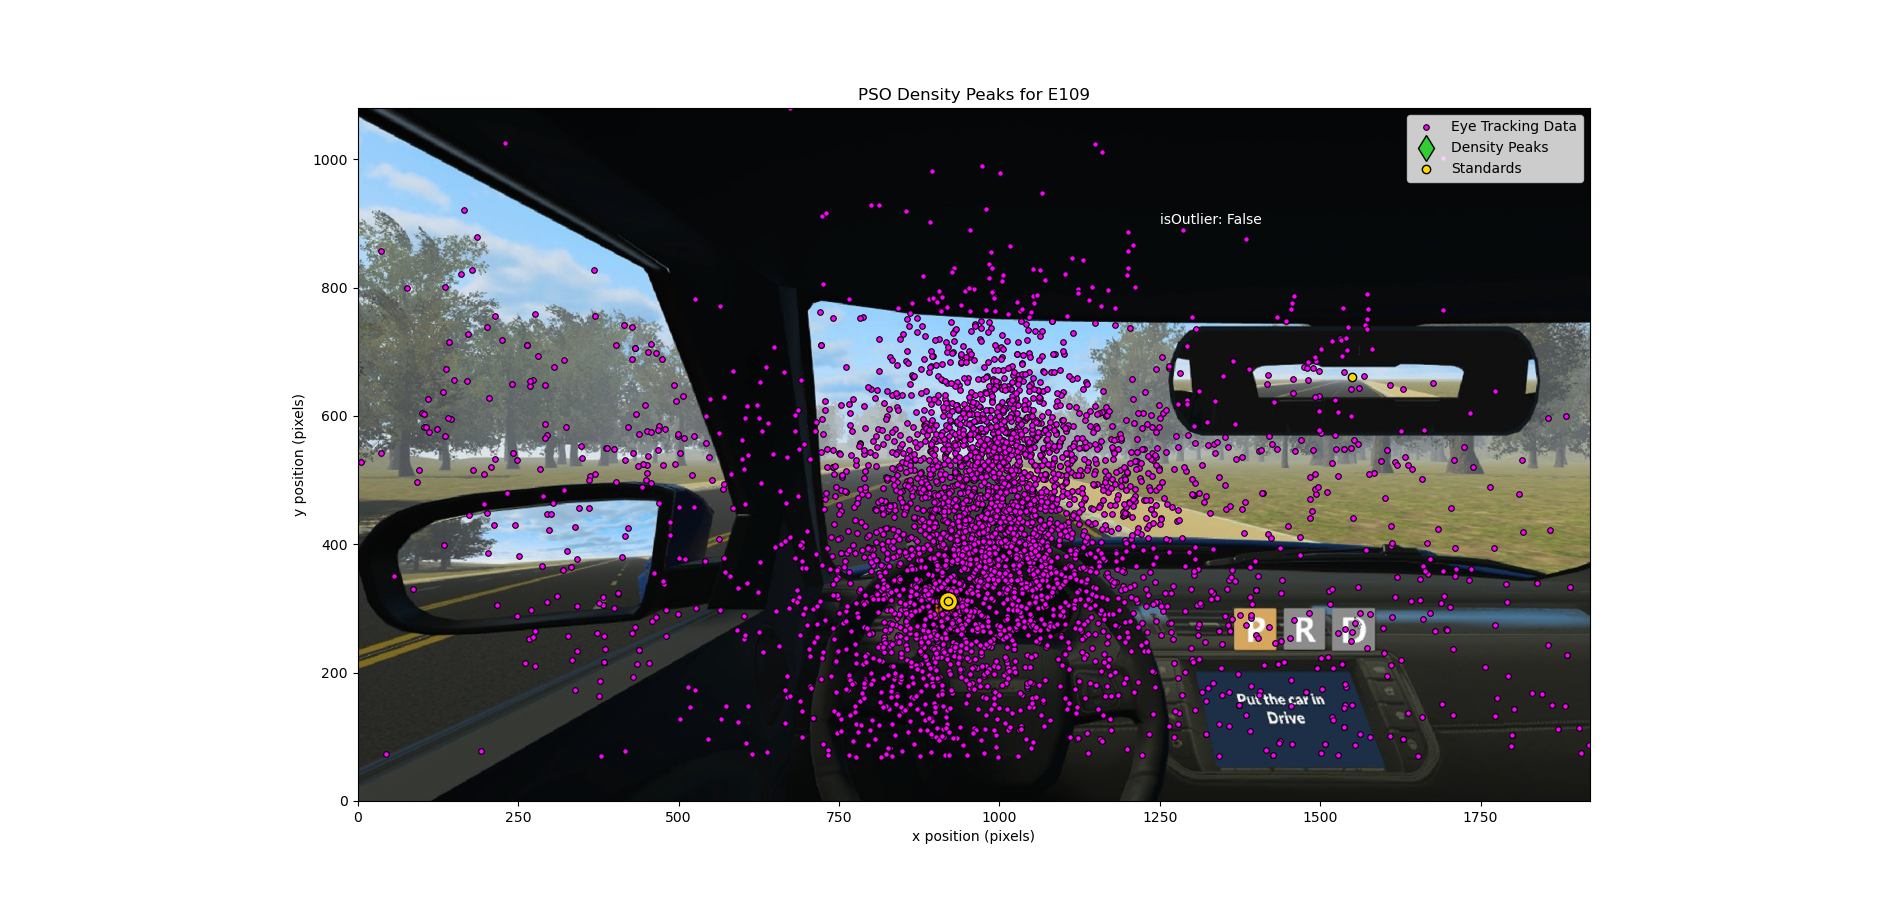 PSO Density Peaks for E109
Eye Tracking Data
Density Peaks
Standards
isOutlier: False
1000
800
600
400
200
0
y position (pixels)
P R D
Put the car in
Drive
0 250 500 750 1000 1250 1500 1750
x position (pixels)